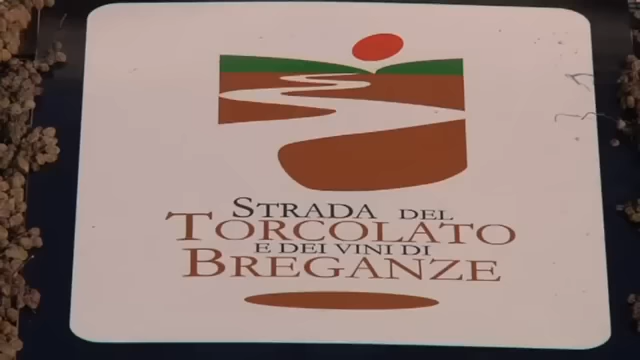 STRADA DEL
TORCOLATO
E DEI VINI DI
BREGANZE